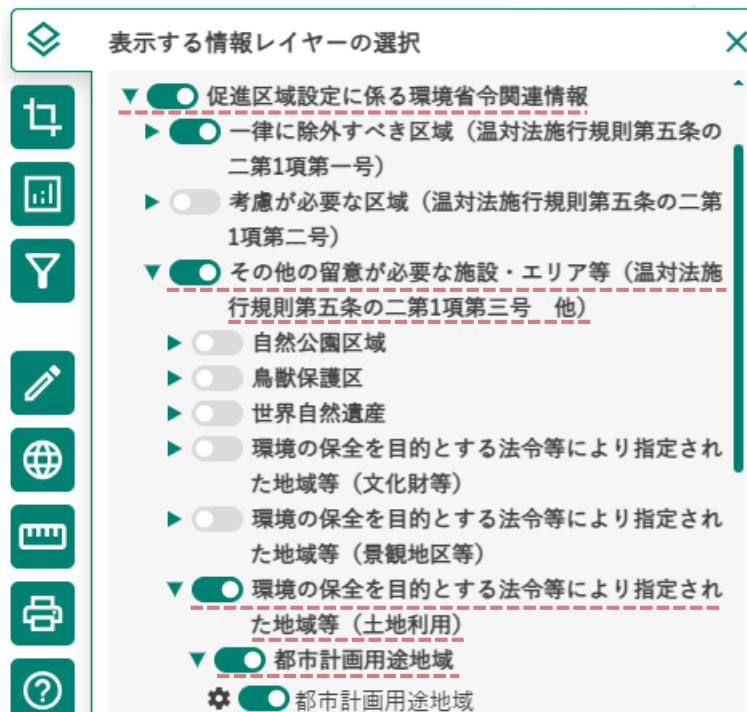 表示する情報レイヤーの選択
促進区域設定に係る環境省令関連情報
一律に除外すべき区域（温対法施行規則第五条の
二第1項第一号）
考慮が必要な区域（温対法施行規則第五条の二第
1項第二号）
その他の留意が必要な施設・エリア等（温対法施
行規則第五条の二第1項第三号　他）
自然公園区域
鳥獣保護区
世界自然遺産
環境の保全を目的とする法令等により指定され
た地域等（文化財等）
環境の保全を目的とする法令等により指定され
た地域等（景観地区等）
環境の保全を目的とする法令等により指定され
た地域等（土地利用）
都市計画用途地域
都市計画用途地域